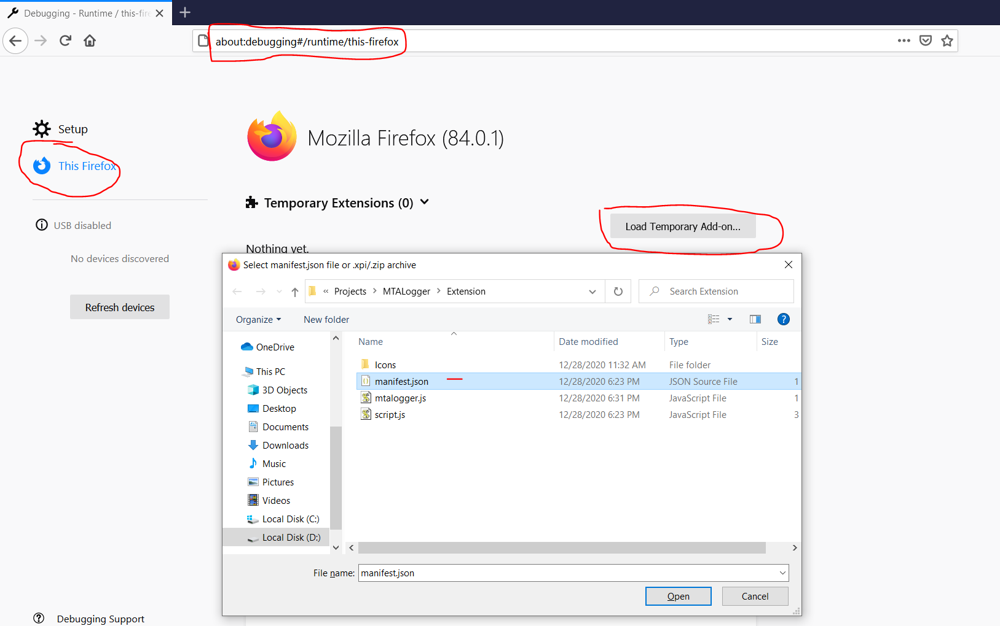 Debugging - Runtime / this-fire
about:debugging#/runtime/this-firefox
Setup
This Firefox
USB disabled
No devices discovered
Refresh devices
Debugging Support
Mozilla Firefox (84.0.1)
Temporary Extensions (0)
Load Temporary Add-on...
Nothing yet.
Select manifest.json file or .xpi/.zip archive
« Projects > MTALogger > Extension
Search Extension
Organize
New folder
OneDrive
This PC
3D Objects
Desktop
Documents
Downloads
Music
Pictures
Videos
Local Disk (C:)
Local Disk (D:)
Name Date modified Type Size
Icons 12/28/2020 11:32 AM File folder
manifest.json 12/28/2020 6:23 PM JSON Source File 1
mtalogger.js 12/28/2020 6:31 PM JavaScript File 1
script.js 12/28/2020 6:23 PM JavaScript File 3
File name: manifest.json
Open
Cancel